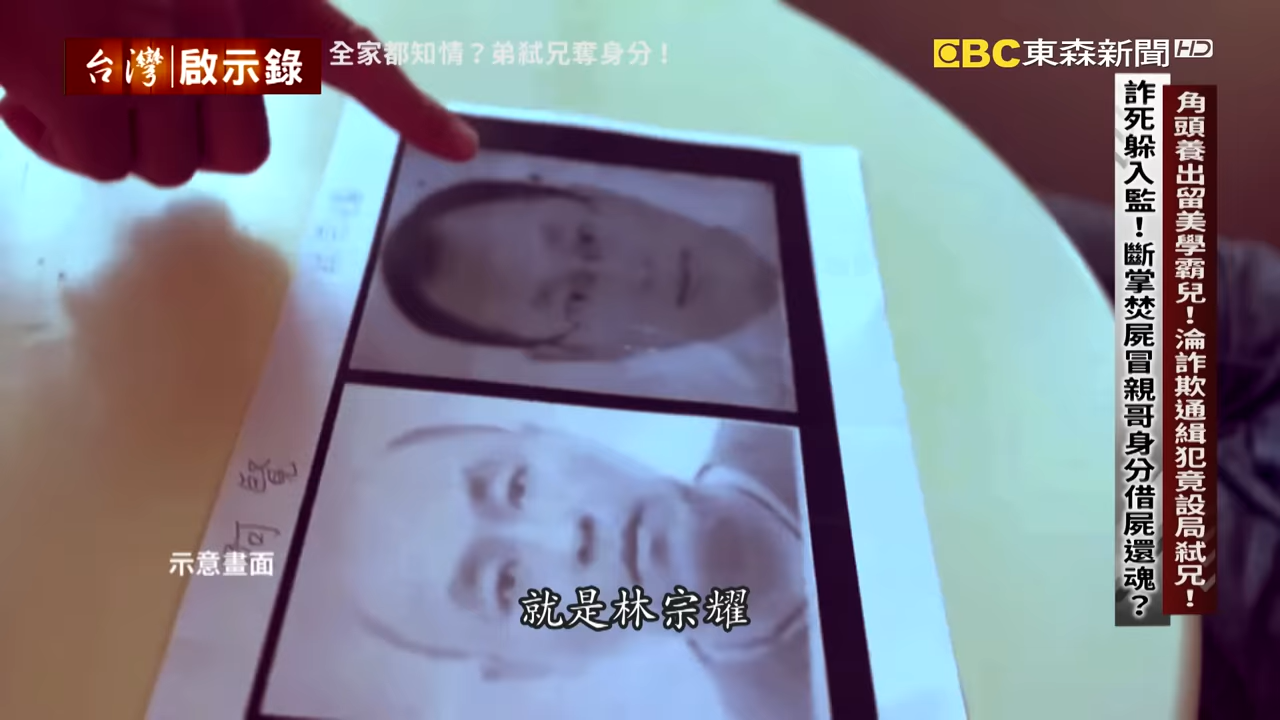 台灣|啟示錄
全家都知情？弟弒兄奪身分！
EBC東森新聞HD
角頭養出留美學霸兒！淪詐欺通緝犯竟設局弒兄！
詐死躲入監！斷掌焚屍冒親哥身分借屍還魂？
示意畫面
就是林宗耀